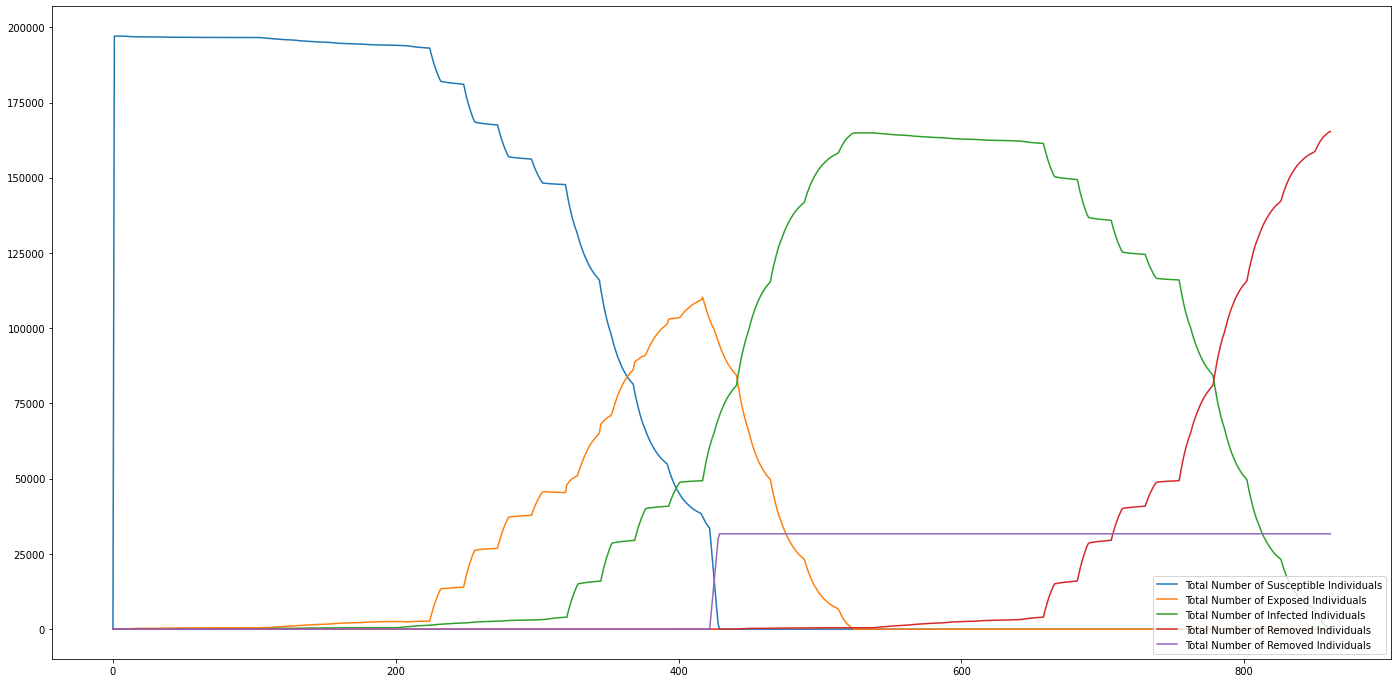 200000
175000
150000
125000
100000
75000
50000
25000
0
0 200 400 600 800
Total Number of Susceptible Individuals
Total Number of Exposed Individuals
Total Number of Infected Individuals
Total Number of Removed Individuals
Total Number of Removed Individuals